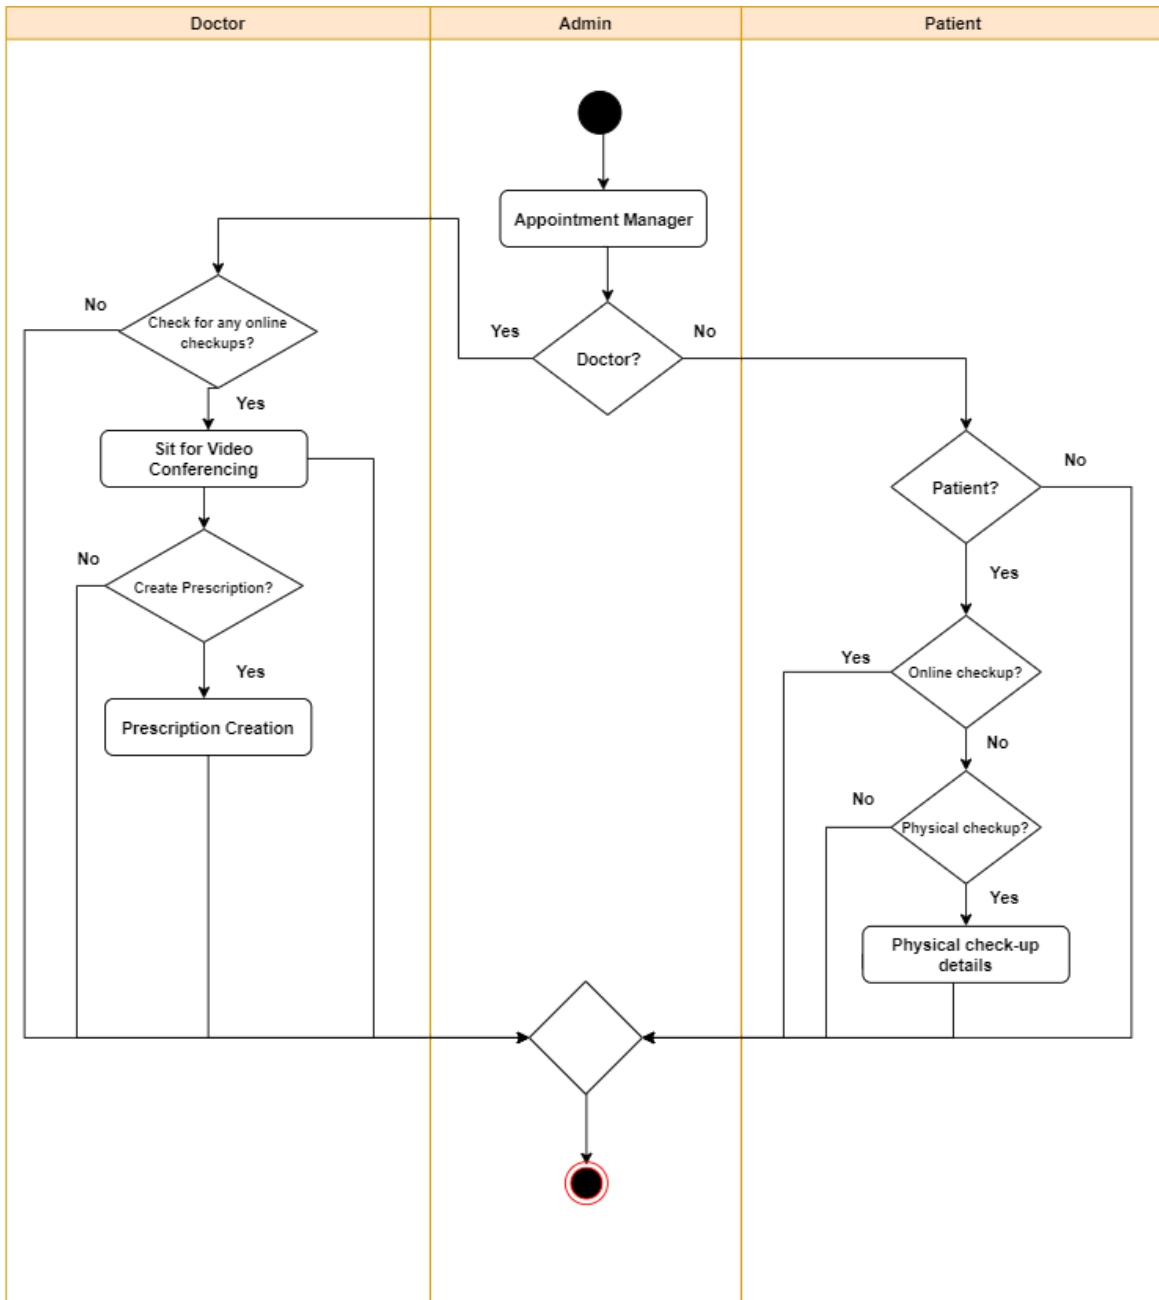 Doctor
Admin
Patient
Appointment Manager
No
Check for any online
checkups?
Yes
Doctor?
No
Yes
Sit for Video
Conferencing
Patient?
No
No
Create Prescription?
Yes
Yes
Prescription Creation
Yes
Online checkup?
No
No
Physical checkup?
Yes
Physical check-up
details